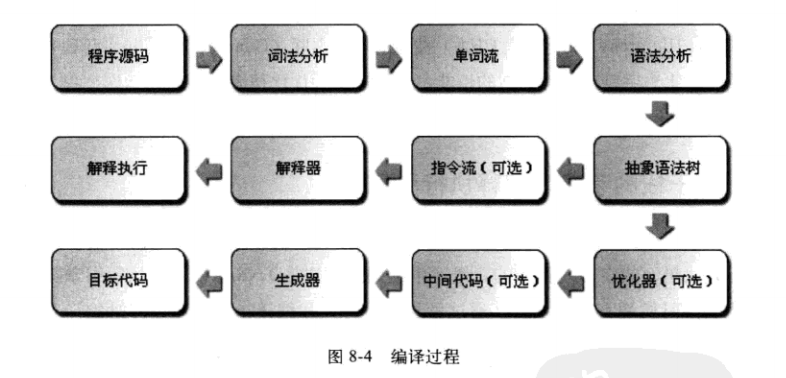 程序源码
词法分析
单词流
语法分析
解释执行
解释器
指令流(可选)
抽象语法树
目标代码
生成器
中间代码(可选)
优化器(可选)
图 8-4 编译过程